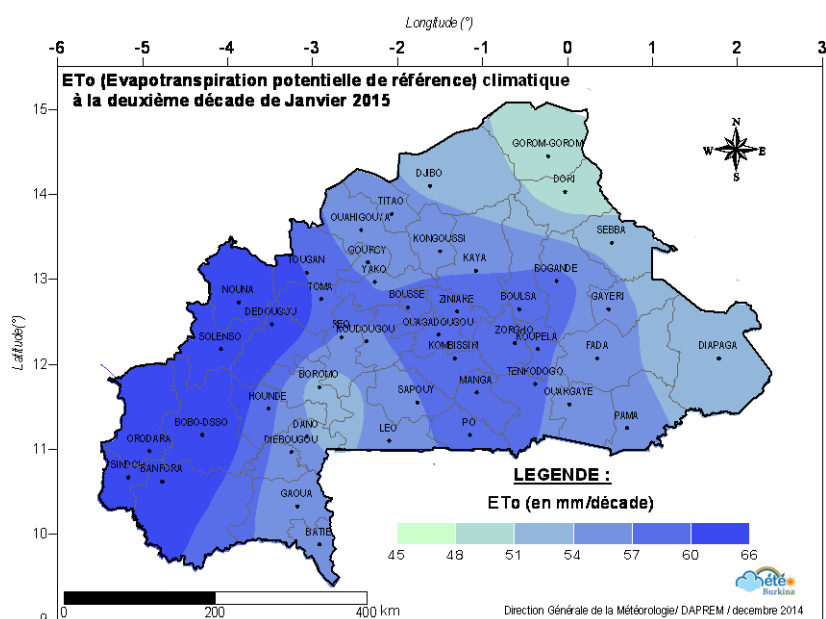 Longitude (°)
-6 -5 -4 -3 -2 -1 0 1 2 3
ETo (Evapotranspiration potentielle de référence) climatique
à la deuxième décade de Janvier 2015
15
14
13
12
11
10
9
Latitude(°)
N
W E
S
GOROM-GOROM
DORI
DJIBO
TITAO
OUAHIGOUYA
SEBBA
KONGOUSSI
GOURCY
KAYA
YAKO
TOUGAN
BOGANDE
NOUNA
TOMA
BOUSSE
ZINIARE
BOULSA
GAYERI
DEDOUGOU
OUAGADOUGOU
SOLENSO
REO
KOUDOUGOU
ZORGHO
KOUPELA
KOMBISSIRI
FADA
DIAPAGA
BOROMO
TENKODOGO
MANGA
HOUNDE
SAPOUY
OUARGAYE
BOBO-DSSO
DANO
LEO
PO
PAMA
ORODARA
DIEBOUGOU
SINDOU
BANFORA
GAOUA
BATIE
LEGENDE :
ETo (en mm/décade)
45 48 51 54 57 60 66
0 200 400 km
été
Burkina
Direction Générale de la Météorologie/ DAPREM / decembre 2014